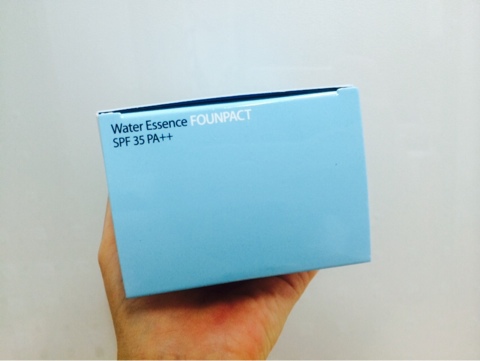 Water Essence FOUNPACT
SPF 35 PA++